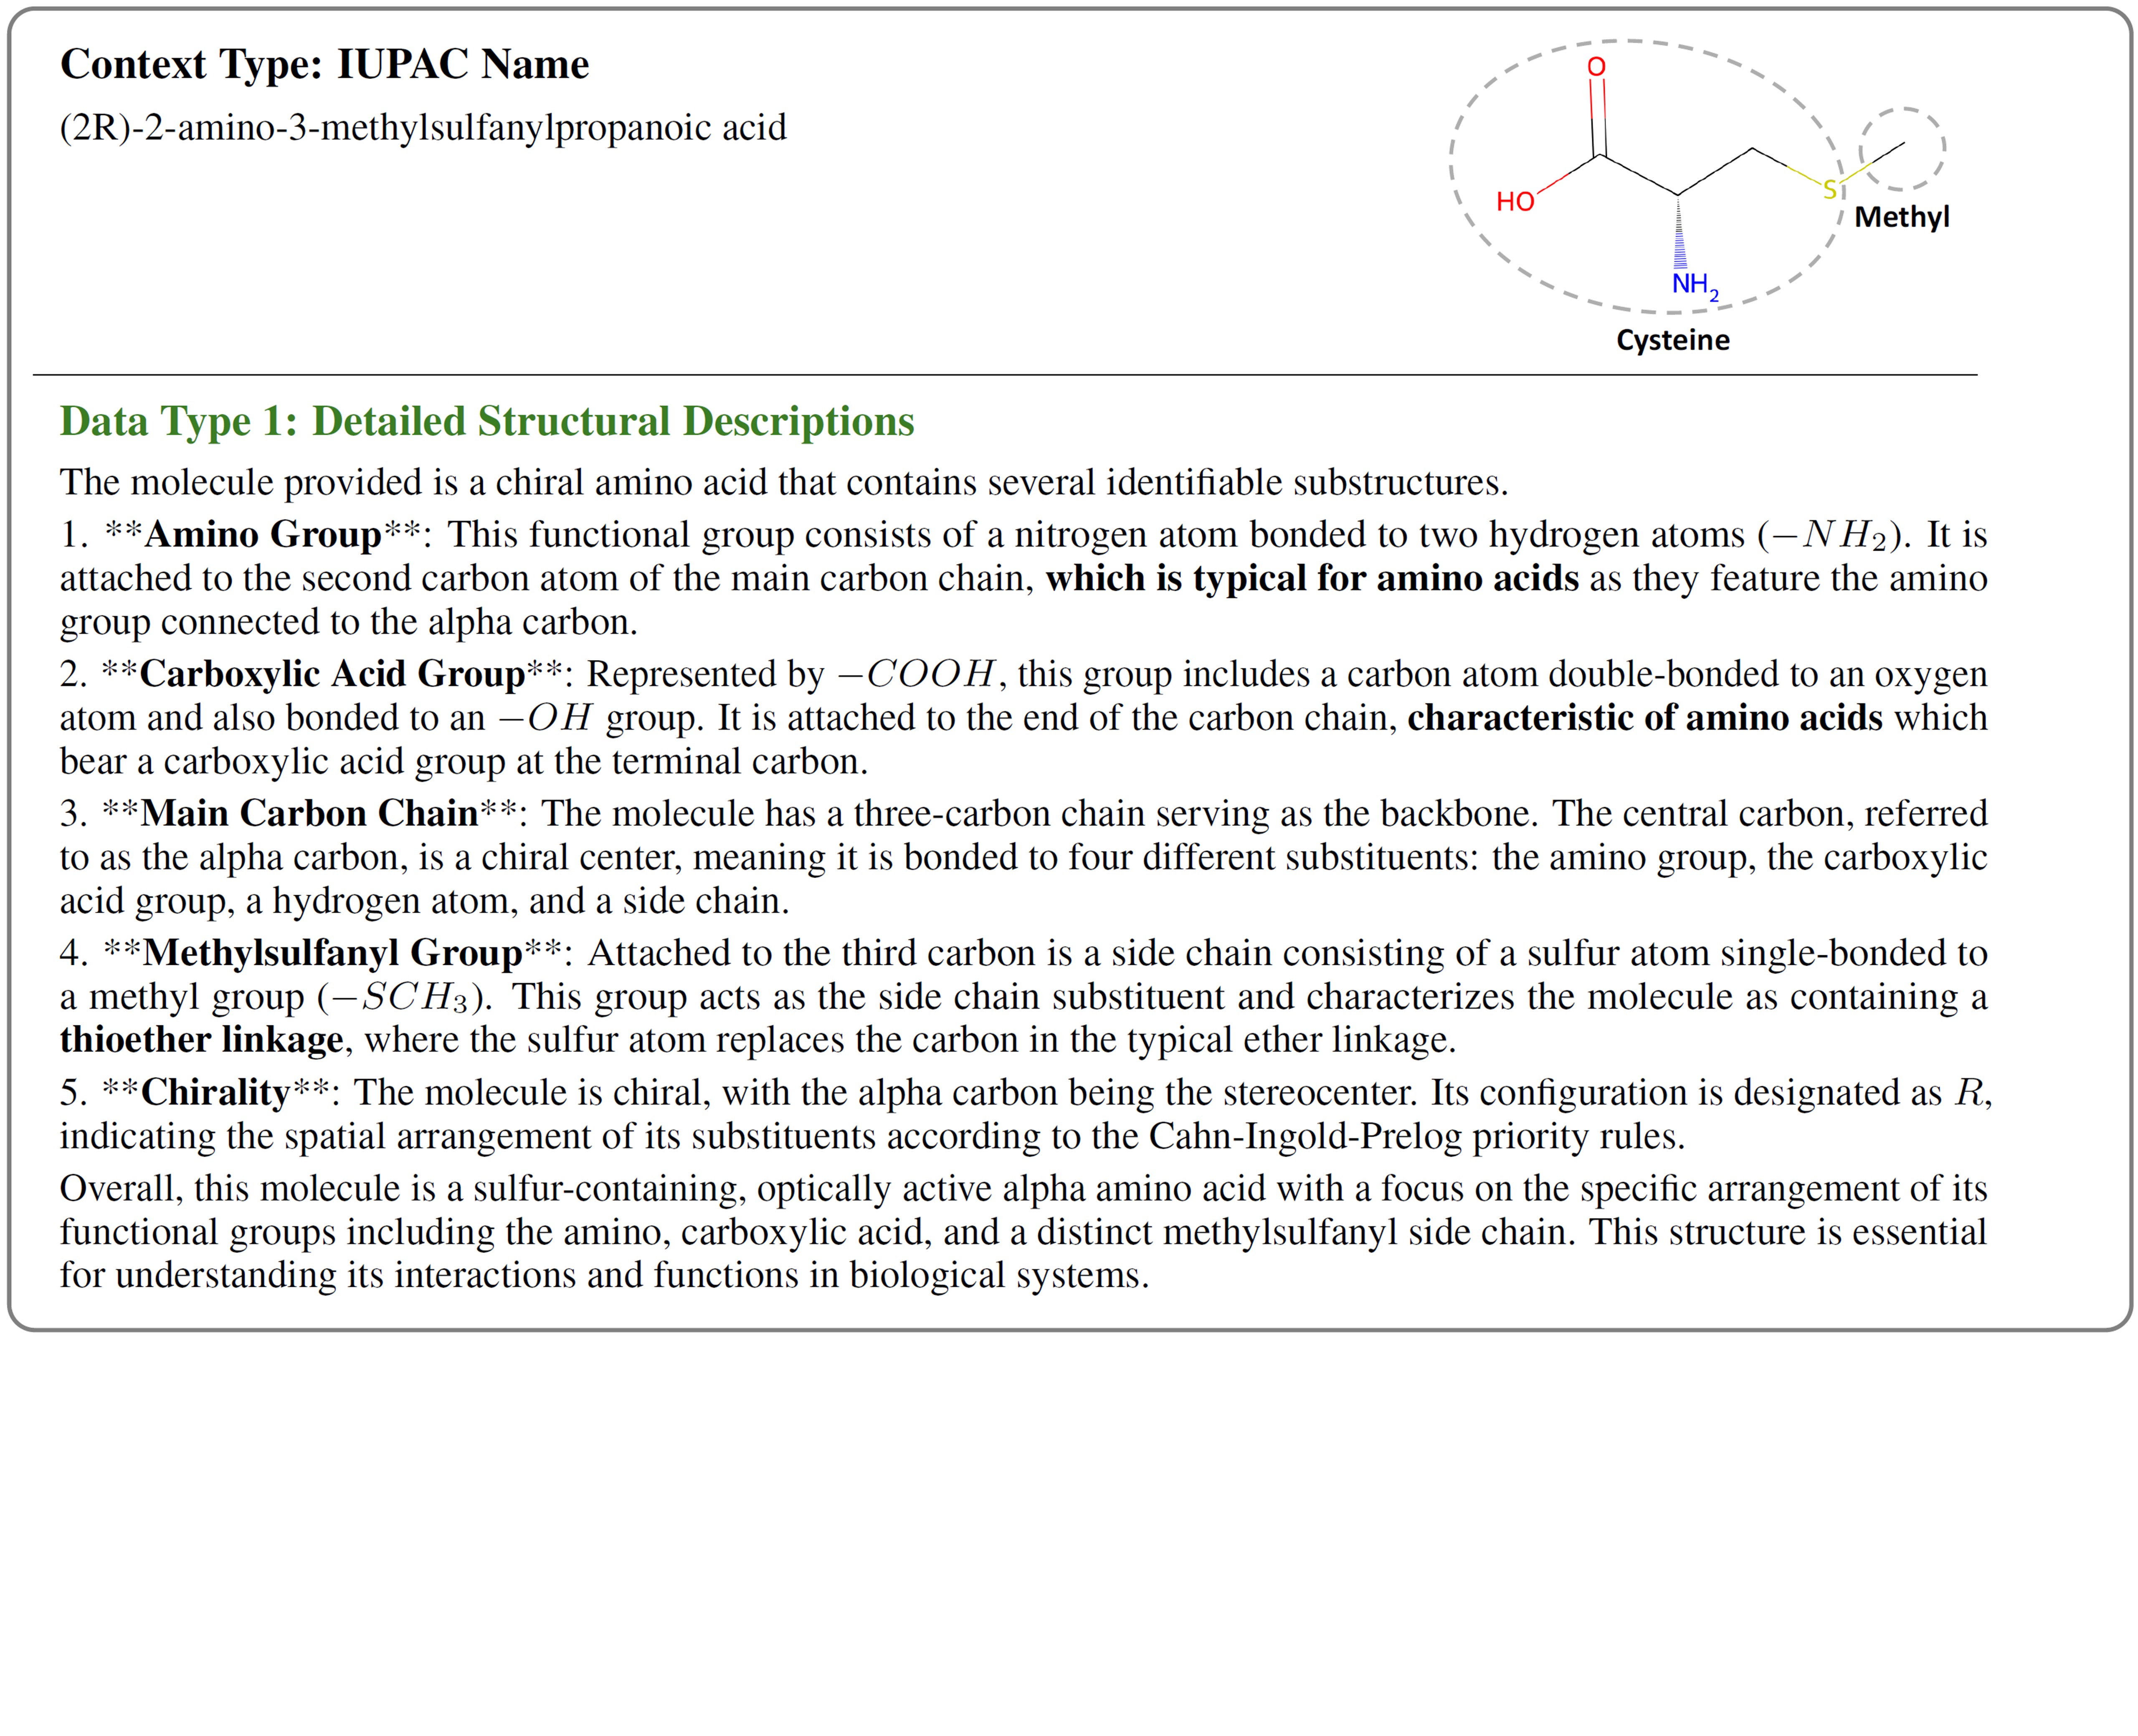 Context Type: IUPAC Name
(2R)-2-amino-3-methylsulfanylpropanoic acid
O
HO
S
NH2
Methyl
Cysteine
Data Type 1: Detailed Structural Descriptions
The molecule provided is a chiral amino acid that contains several identifiable substructures.
1. **Amino Group**: This functional group consists of a nitrogen atom bonded to two hydrogen atoms (−NH2). It is
attached to the second carbon atom of the main carbon chain, which is typical for amino acids as they feature the amino
group connected to the alpha carbon.
2. **Carboxylic Acid Group**: Represented by −COOH, this group includes a carbon atom double-bonded to an oxygen
atom and also bonded to an −OH group. It is attached to the end of the carbon chain, characteristic of amino acids which
bear a carboxylic acid group at the terminal carbon.
3. **Main Carbon Chain**: The molecule has a three-carbon chain serving as the backbone. The central carbon, referred
to as the alpha carbon, is a chiral center, meaning it is bonded to four different substituents: the amino group, the carboxylic
acid group, a hydrogen atom, and a side chain.
4. **Methylsulfanyl Group**: Attached to the third carbon is a side chain consisting of a sulfur atom single-bonded to
a methyl group (−SCH3). This group acts as the side chain substituent and characterizes the molecule as containing a
thioether linkage, where the sulfur atom replaces the carbon in the typical ether linkage.
5. **Chirality**: The molecule is chiral, with the alpha carbon being the stereocenter. Its configuration is designated as R,
indicating the spatial arrangement of its substituents according to the Cahn-Ingold-Prelog priority rules.
Overall, this molecule is a sulfur-containing, optically active alpha amino acid with a focus on the specific arrangement of its
functional groups including the amino, carboxylic acid, and a distinct methylsulfanyl side chain. This structure is essential
for understanding its interactions and functions in biological systems.